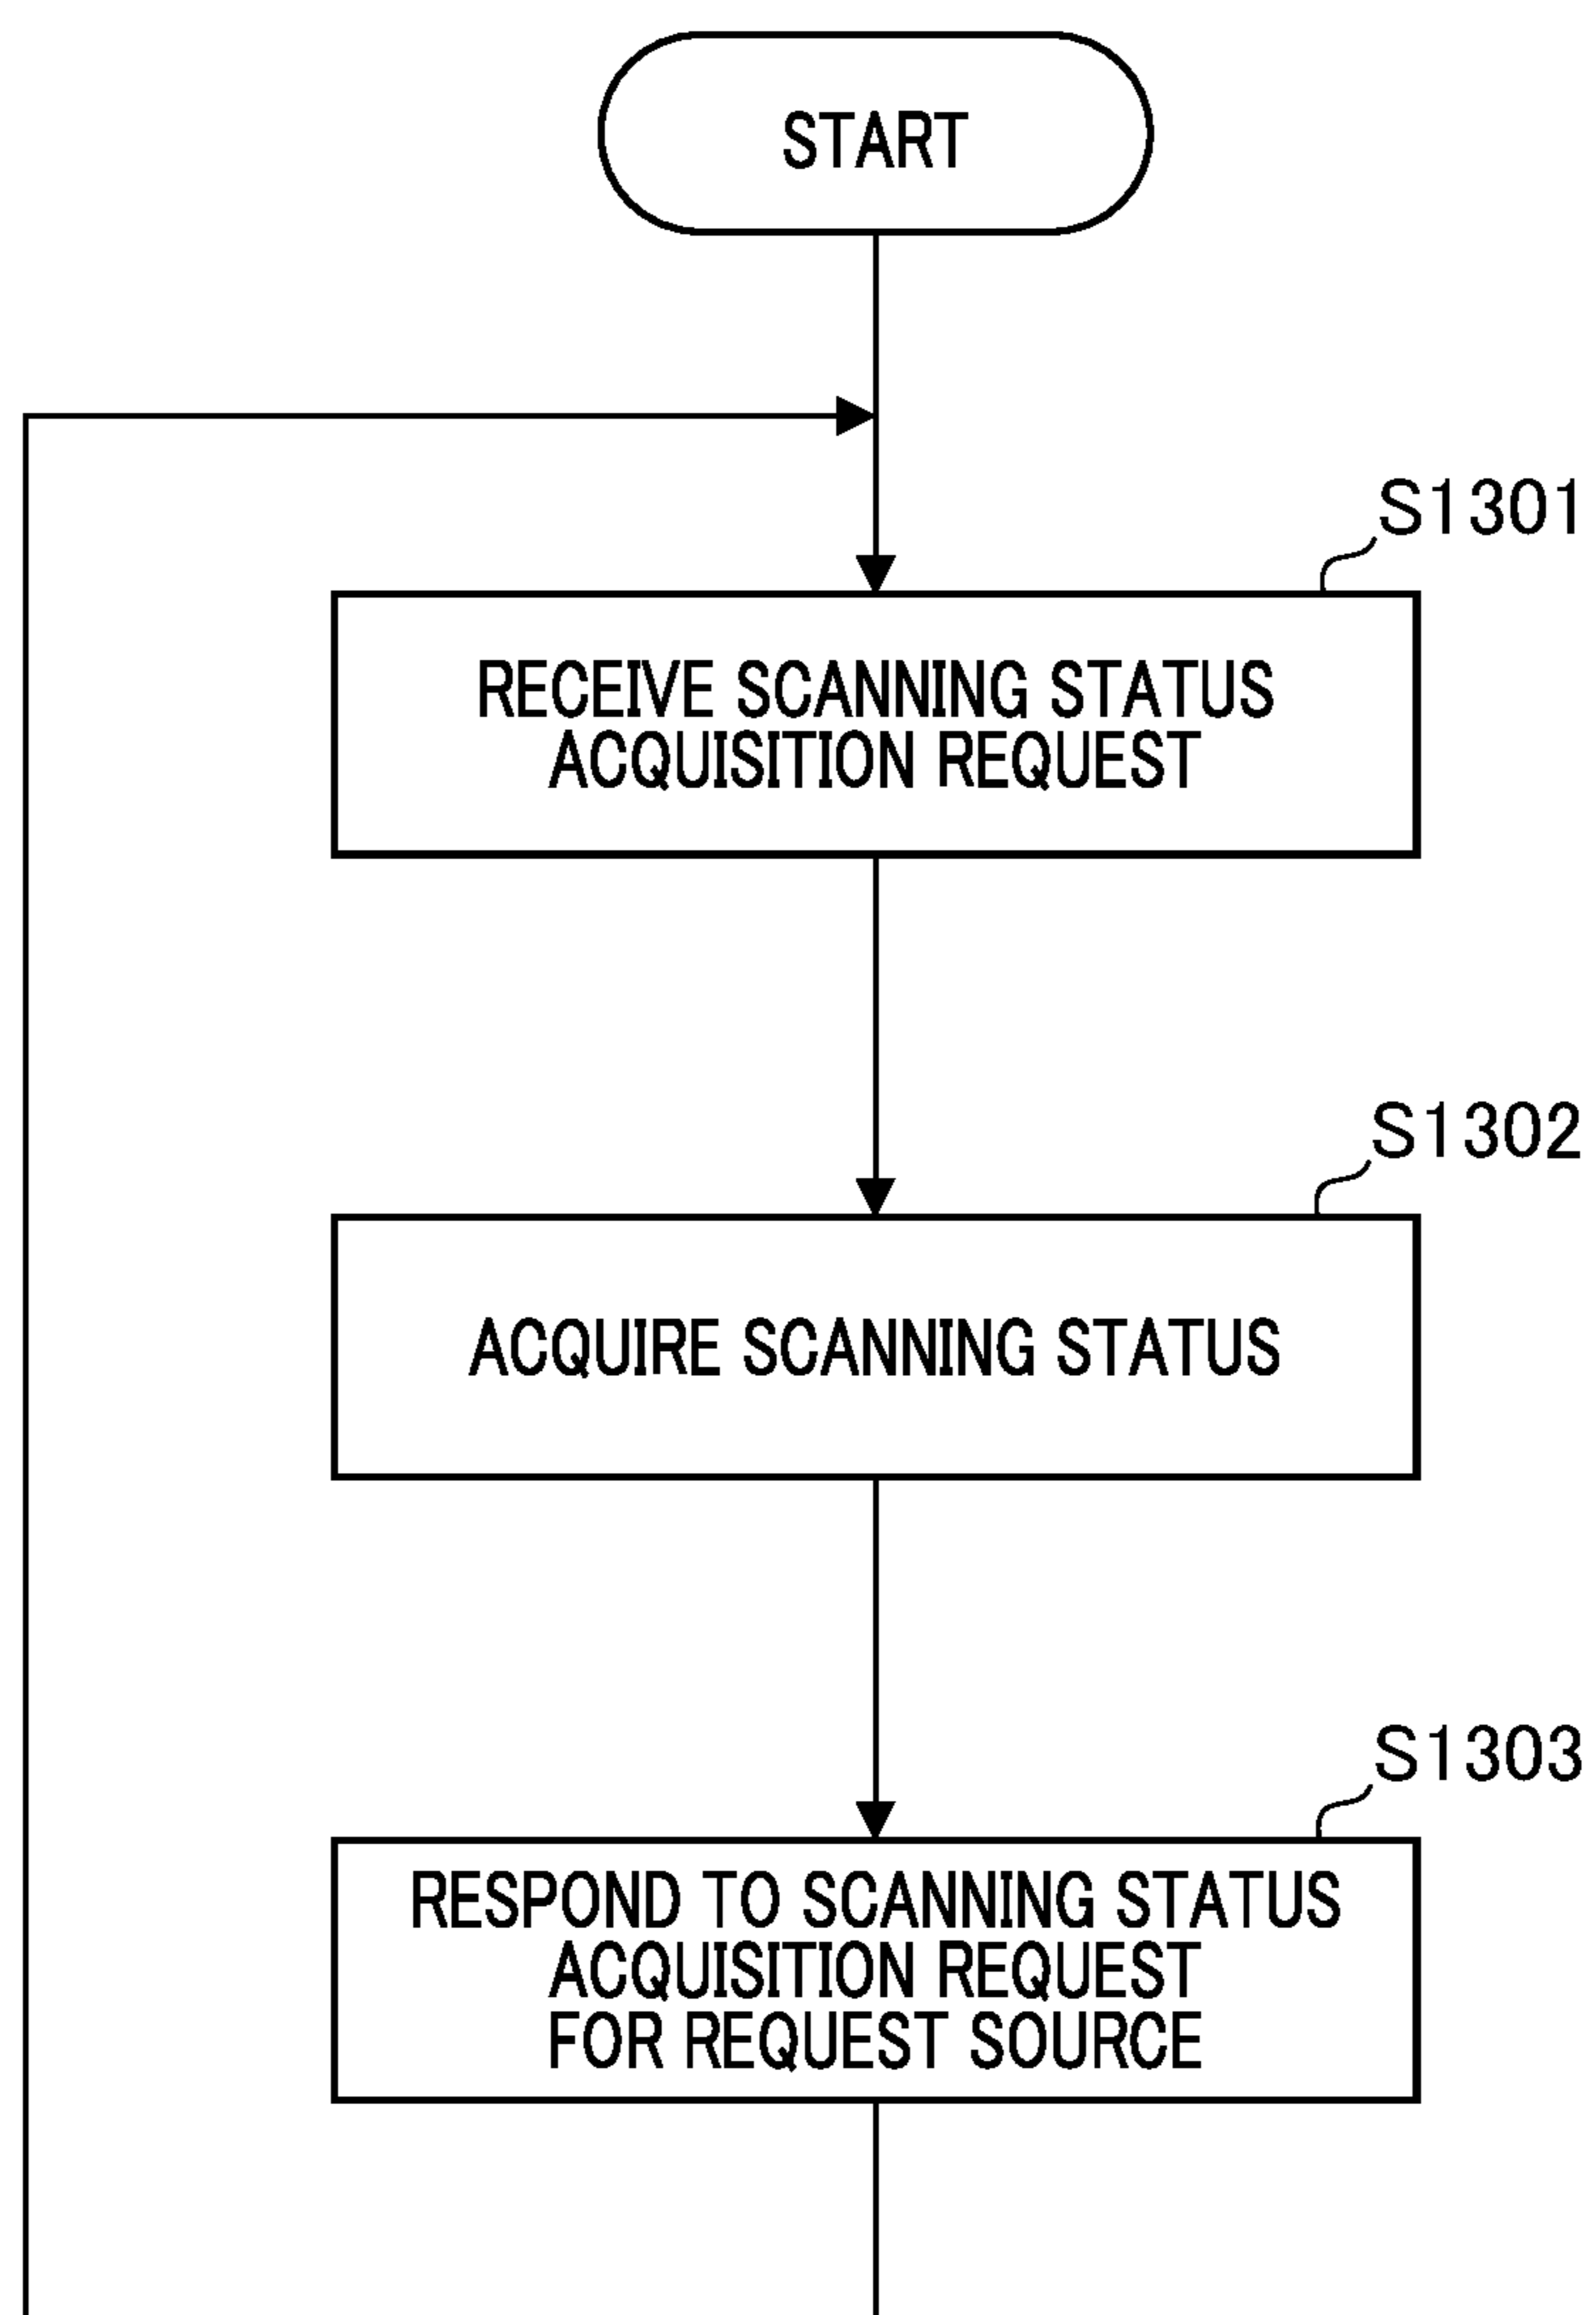 START
S1301
RECEIVE SCANNING STATUS
ACQUISITION REQUEST
S1302
ACQUIRE SCANNING STATUS
S1303
RESPOND TO SCANNING STATUS
ACQUISITION REQUEST
FOR REQUEST SOURCE